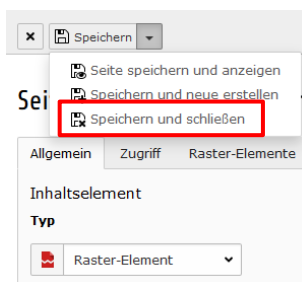 Speichern
Seite speichern und anzeigen
Sei
Speichern und neue erstellen
Speichern und schließen
Allgemein Zugriff Raster-Elemente
Inhaltselement
Typ
Raster-Element